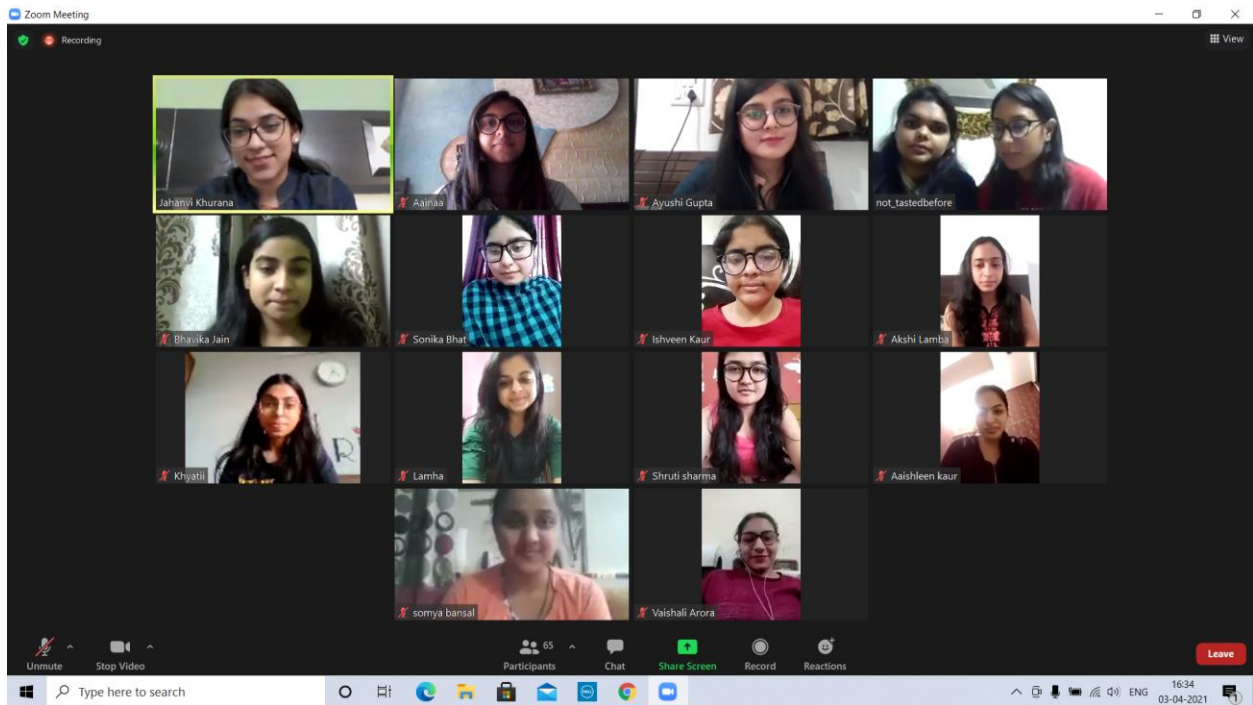 Zoom Meeting
Recording
View
Jahanvi Khurana
Aainaa
Ayushi Gupta
not_tastedbefore
Bhavika Jain
Sonika Bhat
Ishveen Kaur
Akshi Lamba
Khyatii
R
Lamha
Shruti sharma
Aaishleen kaur
somya bansal
Vaishali Arora
Unmute
Stop Video
65
Participants
Chat
Share Screen
Record
Reactions
Leave
Type here to search
DELL
ENG
16:34
03-04-2021
1